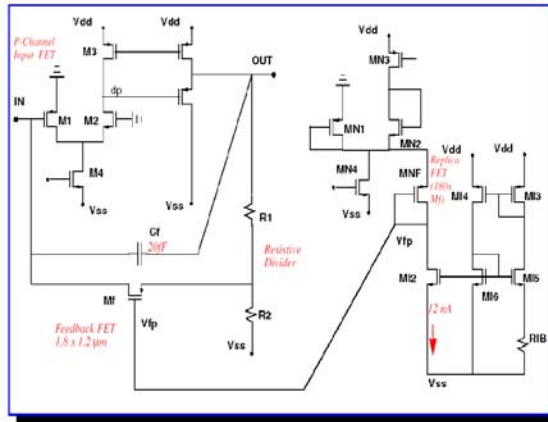 Vdd
Vdd
Vdd
P-Channel
Input FET
M3
MN3
OUT
dp
IN
M1
M2
MN1
MN2
M4
MN4
Replica
FET
(180x
Mf)
Vdd
Vdd
MNF
MI4
MI3
Vss
Vss
Vss
R1
Vfp
Cf
20fF
Resistive
Divider
MI2
MI6
MI5
Mf
R2
12 nA
RIB
Feedback FET
1.8 x 1.2 μm
Vfp
Vss
Vss